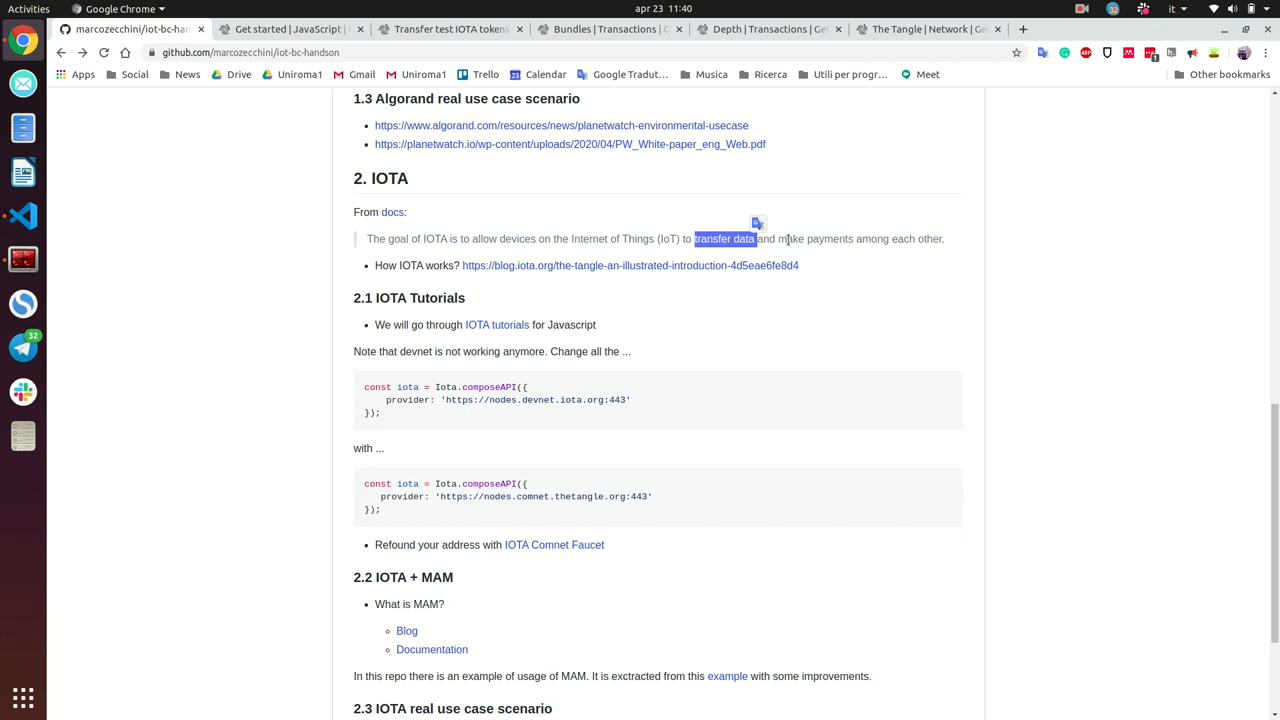 Activities
Google Chrome
apr 23 11:40
32
it
marcozecchini/iot-bc-hand
Get started | JavaScript | 
Transfer test IOTA tokens
Bundles | Transactions | G
Depth | Transactions | Get
The Tangle | Network | Ge
github.com/marcozecchini/iot-bc-handson
1
Apps
Social
News
Drive
Uniroma1
Gmail
Uniroma1
Trello
23
Calendar
Google Tradut...
Musica
Ricerca
Utili per progr...
Meet
Other bookmarks
1.3 Algorand real use case scenario
• https://www.algorand.com/resources/news/planetwatch-environmental-usecase
• https://planetwatch.io/wp-content/uploads/2020/04/PW_White-paper_eng_Web.pdf
2. IOTA
From docs:
The goal of IOTA is to allow devices on the Internet of Things (IoT) to transfer data and make payments among each other.
• How IOTA works? https://blog.iota.org/the-tangle-an-illustrated-introduction-4d5eae6fe8d4
2.1 IOTA Tutorials
• We will go through IOTA tutorials for Javascript
Note that devnet is not working anymore. Change all the ...
const iota = Iota.composeAPI({
provider: 'https://nodes.devnet.iota.org:443'
});
with ...
const iota = Iota.composeAPI({
provider: 'https://nodes.comnet.thetangle.org:443'
});
• Refound your address with IOTA Comnet Faucet
2.2 IOTA + MAM
• What is MAM?
◦ Blog
◦ Documentation
In this repo there is an example of usage of MAM. It is exctracted from this example with some improvements.
2.3 IOTA real use case scenario
32